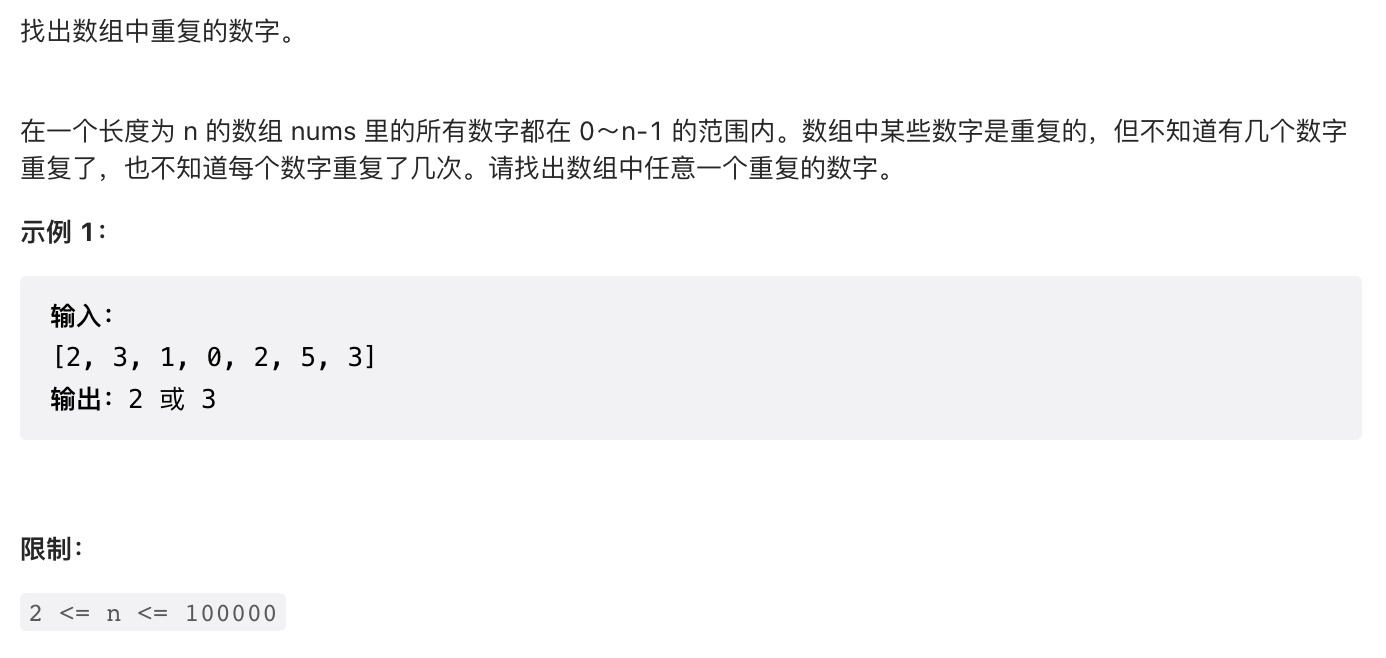 找出数组中重复的数字。
在一个长度为 n 的数组 nums 里的所有数字都在 0～n-1 的范围内。数组中某些数字是重复的，但不知道有几个数字
重复了，也不知道每个数字重复了几次。请找出数组中任意一个重复的数字。
示例 1：
输入：
[2, 3, 1, 0, 2, 5, 3]
输出：2 或 3
限制：
2 <= n <= 100000